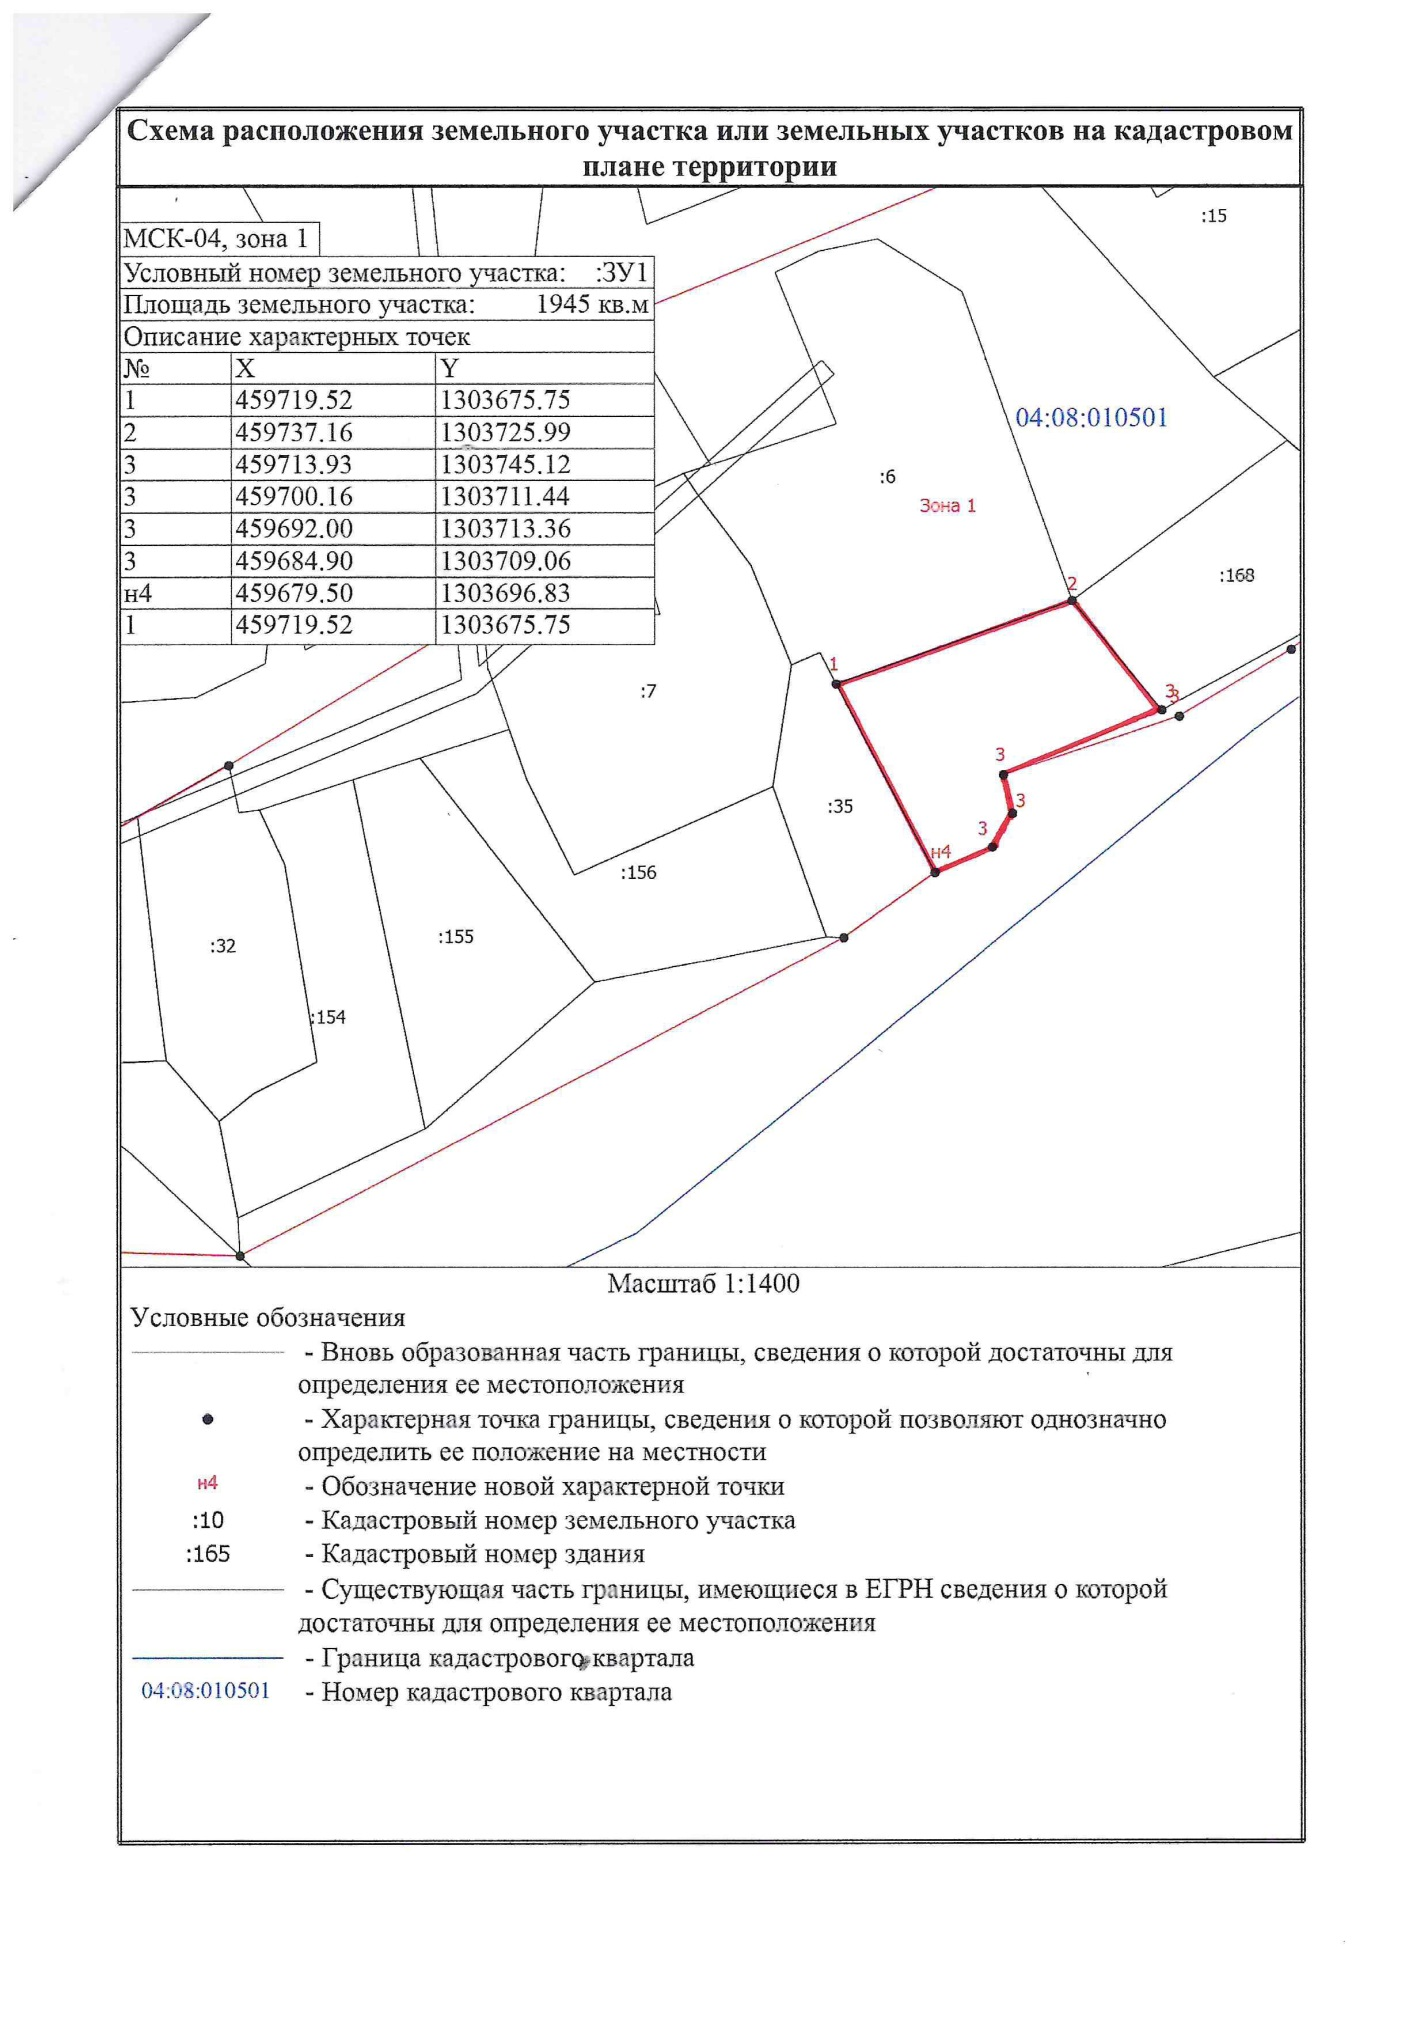 Схема расположения земельного участка или земельных участков на кадастровом
плане территории
МСК-04, зона 1
Условный номер земельного участка: :ЗУ1
Площадь земельного участка: 1945 кв.м
Описание характерных точек
№ X Y
1 459719.52 1303675.75
2 459737.16 1303725.99
3 459713.93 1303745.12
3 459700.16 1303711.44
3 459692.00 1303713.36
3 459684.90 1303709.06
н4 459679.50 1303696.83
1 459719.52 1303675.75
:15
04:08:010501
:6
Зона 1
:168
2
1
:7
3
3
3
:35
3
3
н4
:156
:155
:32
:154
Масштаб 1:1400
Условные обозначения
- Вновь образованная часть границы, сведения о которой достаточны для
определения ее местоположения
- Характерная точка границы, сведения о которой позволяют однозначно
определить ее положение на местности
н4 - Обозначение новой характерной точки
:10 - Кадастровый номер земельного участка
:165 - Кадастровый номер здания
- Существующая часть границы, имеющиеся в ЕГРН сведения о которой
достаточны для определения ее местоположения
- Граница кадастрового квартала
04:08:010501 - Номер кадастрового квартала